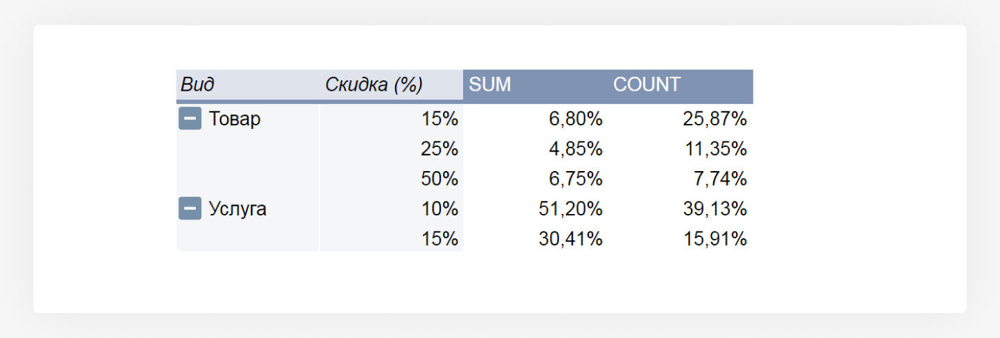 Вид Скидка (%) SUM COUNT
Товар 15% 6,80% 25,87%
25% 4,85% 11,35%
50% 6,75% 7,74%
Услуга 10% 51,20% 39,13%
15% 30,41% 15,91%